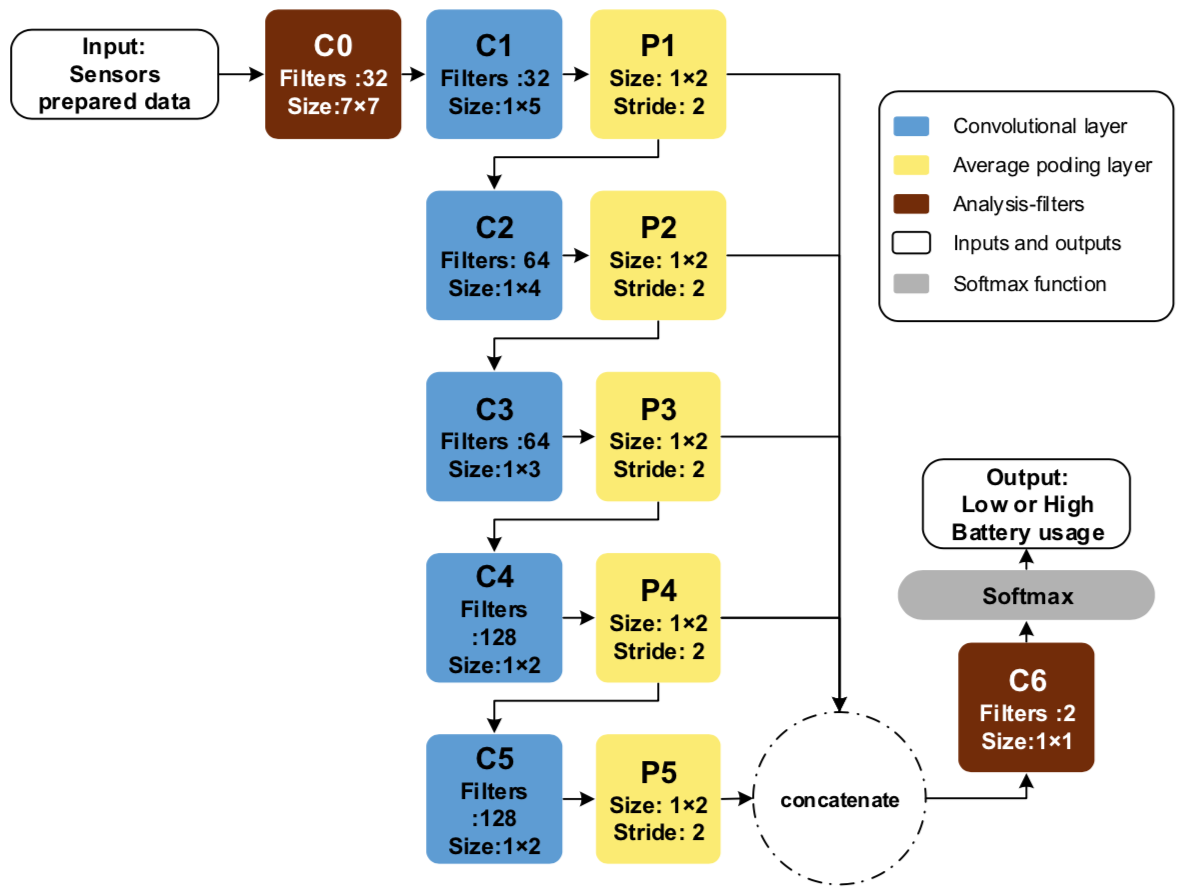 Input:
Sensors
prepared data
C0
Filters :32
Size:7×7
C1
Filters :32
Size:1×5
P1
Size: 1×2
Stride: 2
C2
Filters: 64
Size:1×4
P2
Size: 1×2
Stride: 2
C3
Filters :64
Size:1×3
P3
Size: 1×2
Stride: 2
C4
Filters
:128
Size:1×2
P4
Size: 1×2
Stride: 2
C5
Filters
:128
Size:1×2
P5
Size: 1×2
Stride: 2
concatenate
C6
Filters :2
Size:1×1
Softmax
Output:
Low or High
Battery usage
Convolutional layer
Average pooling layer
Analysis-filters
Inputs and outputs
Softmax function